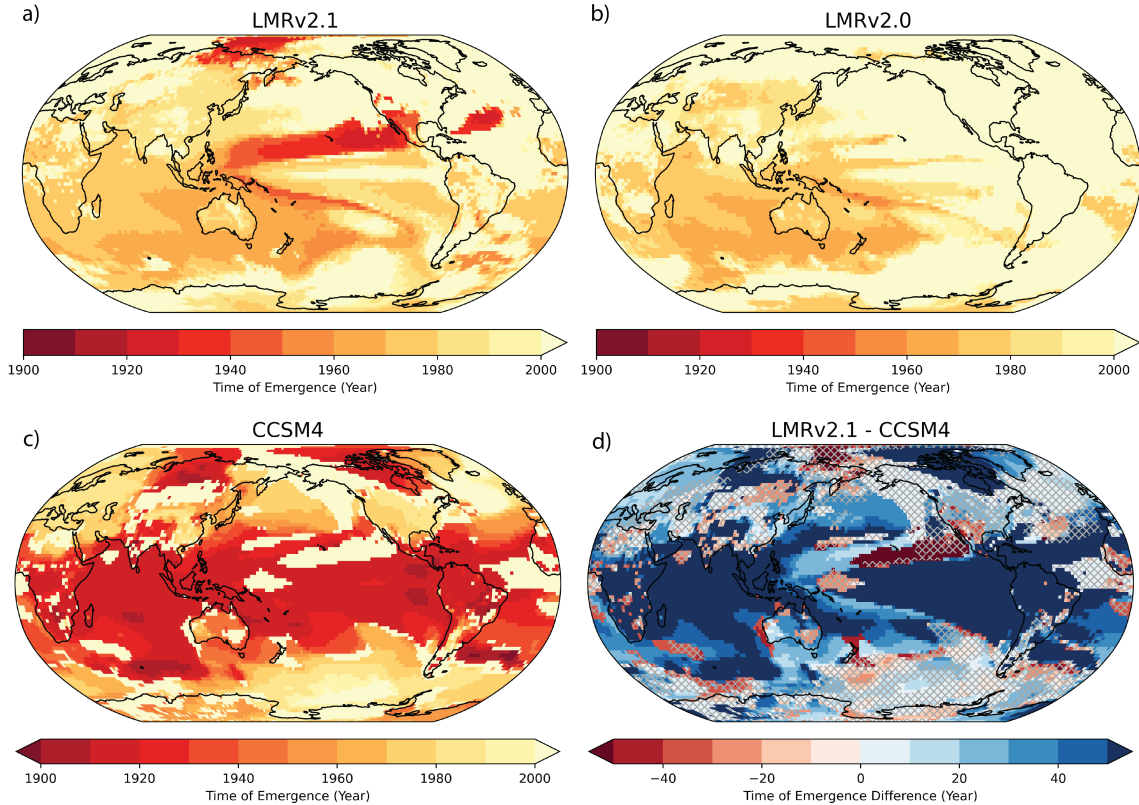 a)
LMRv2.1
1900 1920 1940 1960 1980 2000
Time of Emergence (Year)
b)
LMRv2.0
1900 1920 1940 1960 1980 2000
Time of Emergence (Year)
c)
CCSM4
1900 1920 1940 1960 1980 2000
Time of Emergence (Year)
d)
LMRv2.1 - CCSM4
−40 −20 0 20 40
Time of Emergence Difference (Year)